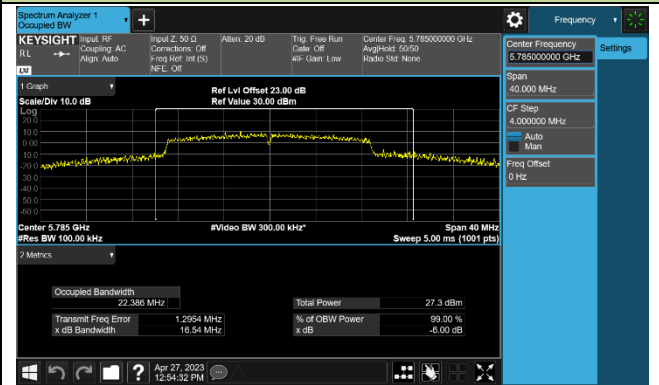 Spectrum Analyzer 1
Occupied BW
Frequency
KEYSIGHT
RL
LXI
Input: RF
Coupling: AC
Align: Auto
Input Z: 50 Ω
Corrections: Off
Freq Ref: Int (S)
NFE: Off
Atten: 20 dB
Trig: Free Run
Gate: Off
#IF Gain: Low
Center Freq: 5.785000000 GHz
Avg|Hold: 50/50
Radio Std: None
Center Frequency
5.785000000 GHz
Settings
Span
40.000 MHz
CF Step
4.000000 MHz
Auto
Man
Freq Offset
0 Hz
1 Graph
Scale/Div 10.0 dB
Ref Lvl Offset 23.00 dB
Ref Value 30.00 dBm
Log
20.0
10.0
0.00
-10.0
-20.0
-30.0
-40.0
-50.0
-60.0
Center 5.785 GHz
#Video BW 300.00 kHz*
Span 40 MHz
#Res BW 100.00 kHz
Sweep 5.00 ms (1001 pts)
2 Metrics
Occupied Bandwidth
22.386 MHz
Total Power 27.3 dBm
Transmit Freq Error 1.2954 MHz
% of OBW Power 99.00 %
x dB Bandwidth 16.54 MHz
x dB -6.00 dB
Apr 27, 2023
12:54:32 PM